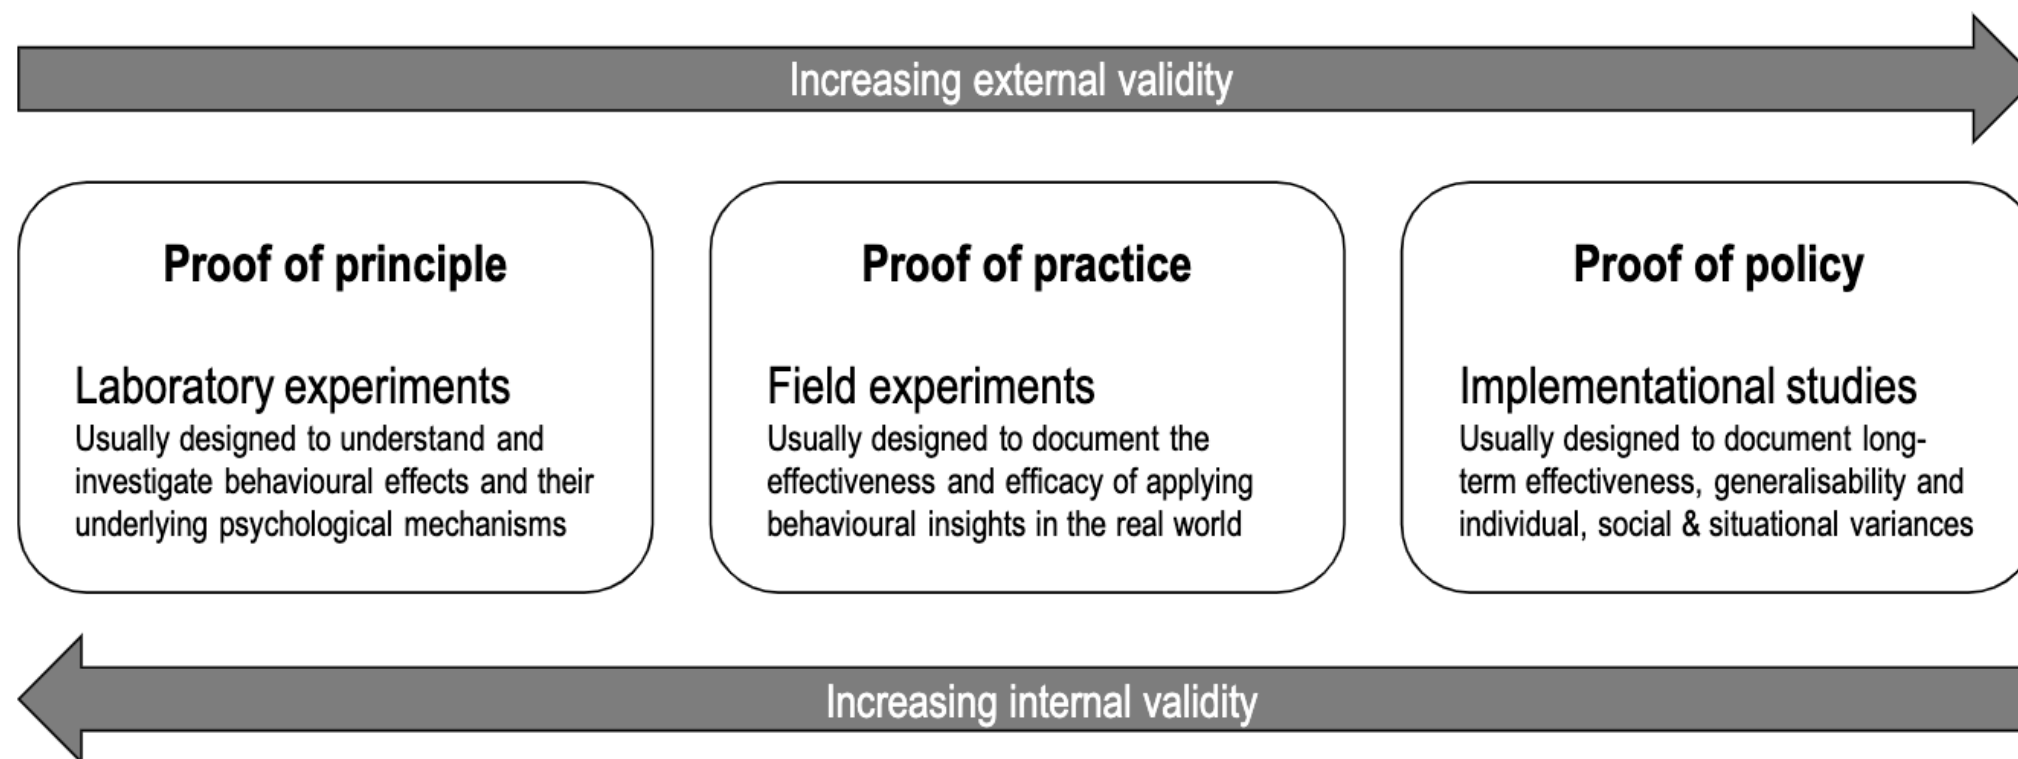 Increasing external validity
Proof of principle
Laboratory experiments
Usually designed to understand and
investigate behavioural effects and their
underlying psychological mechanisms
Proof of practice
Field experiments
Usually designed to document the
effectiveness and efficacy of applying
behavioural insights in the real world
Proof of policy
Implementational studies
Usually designed to document long-
term effectiveness, generalisability and
individual, social & situational variances
Increasing internal validity